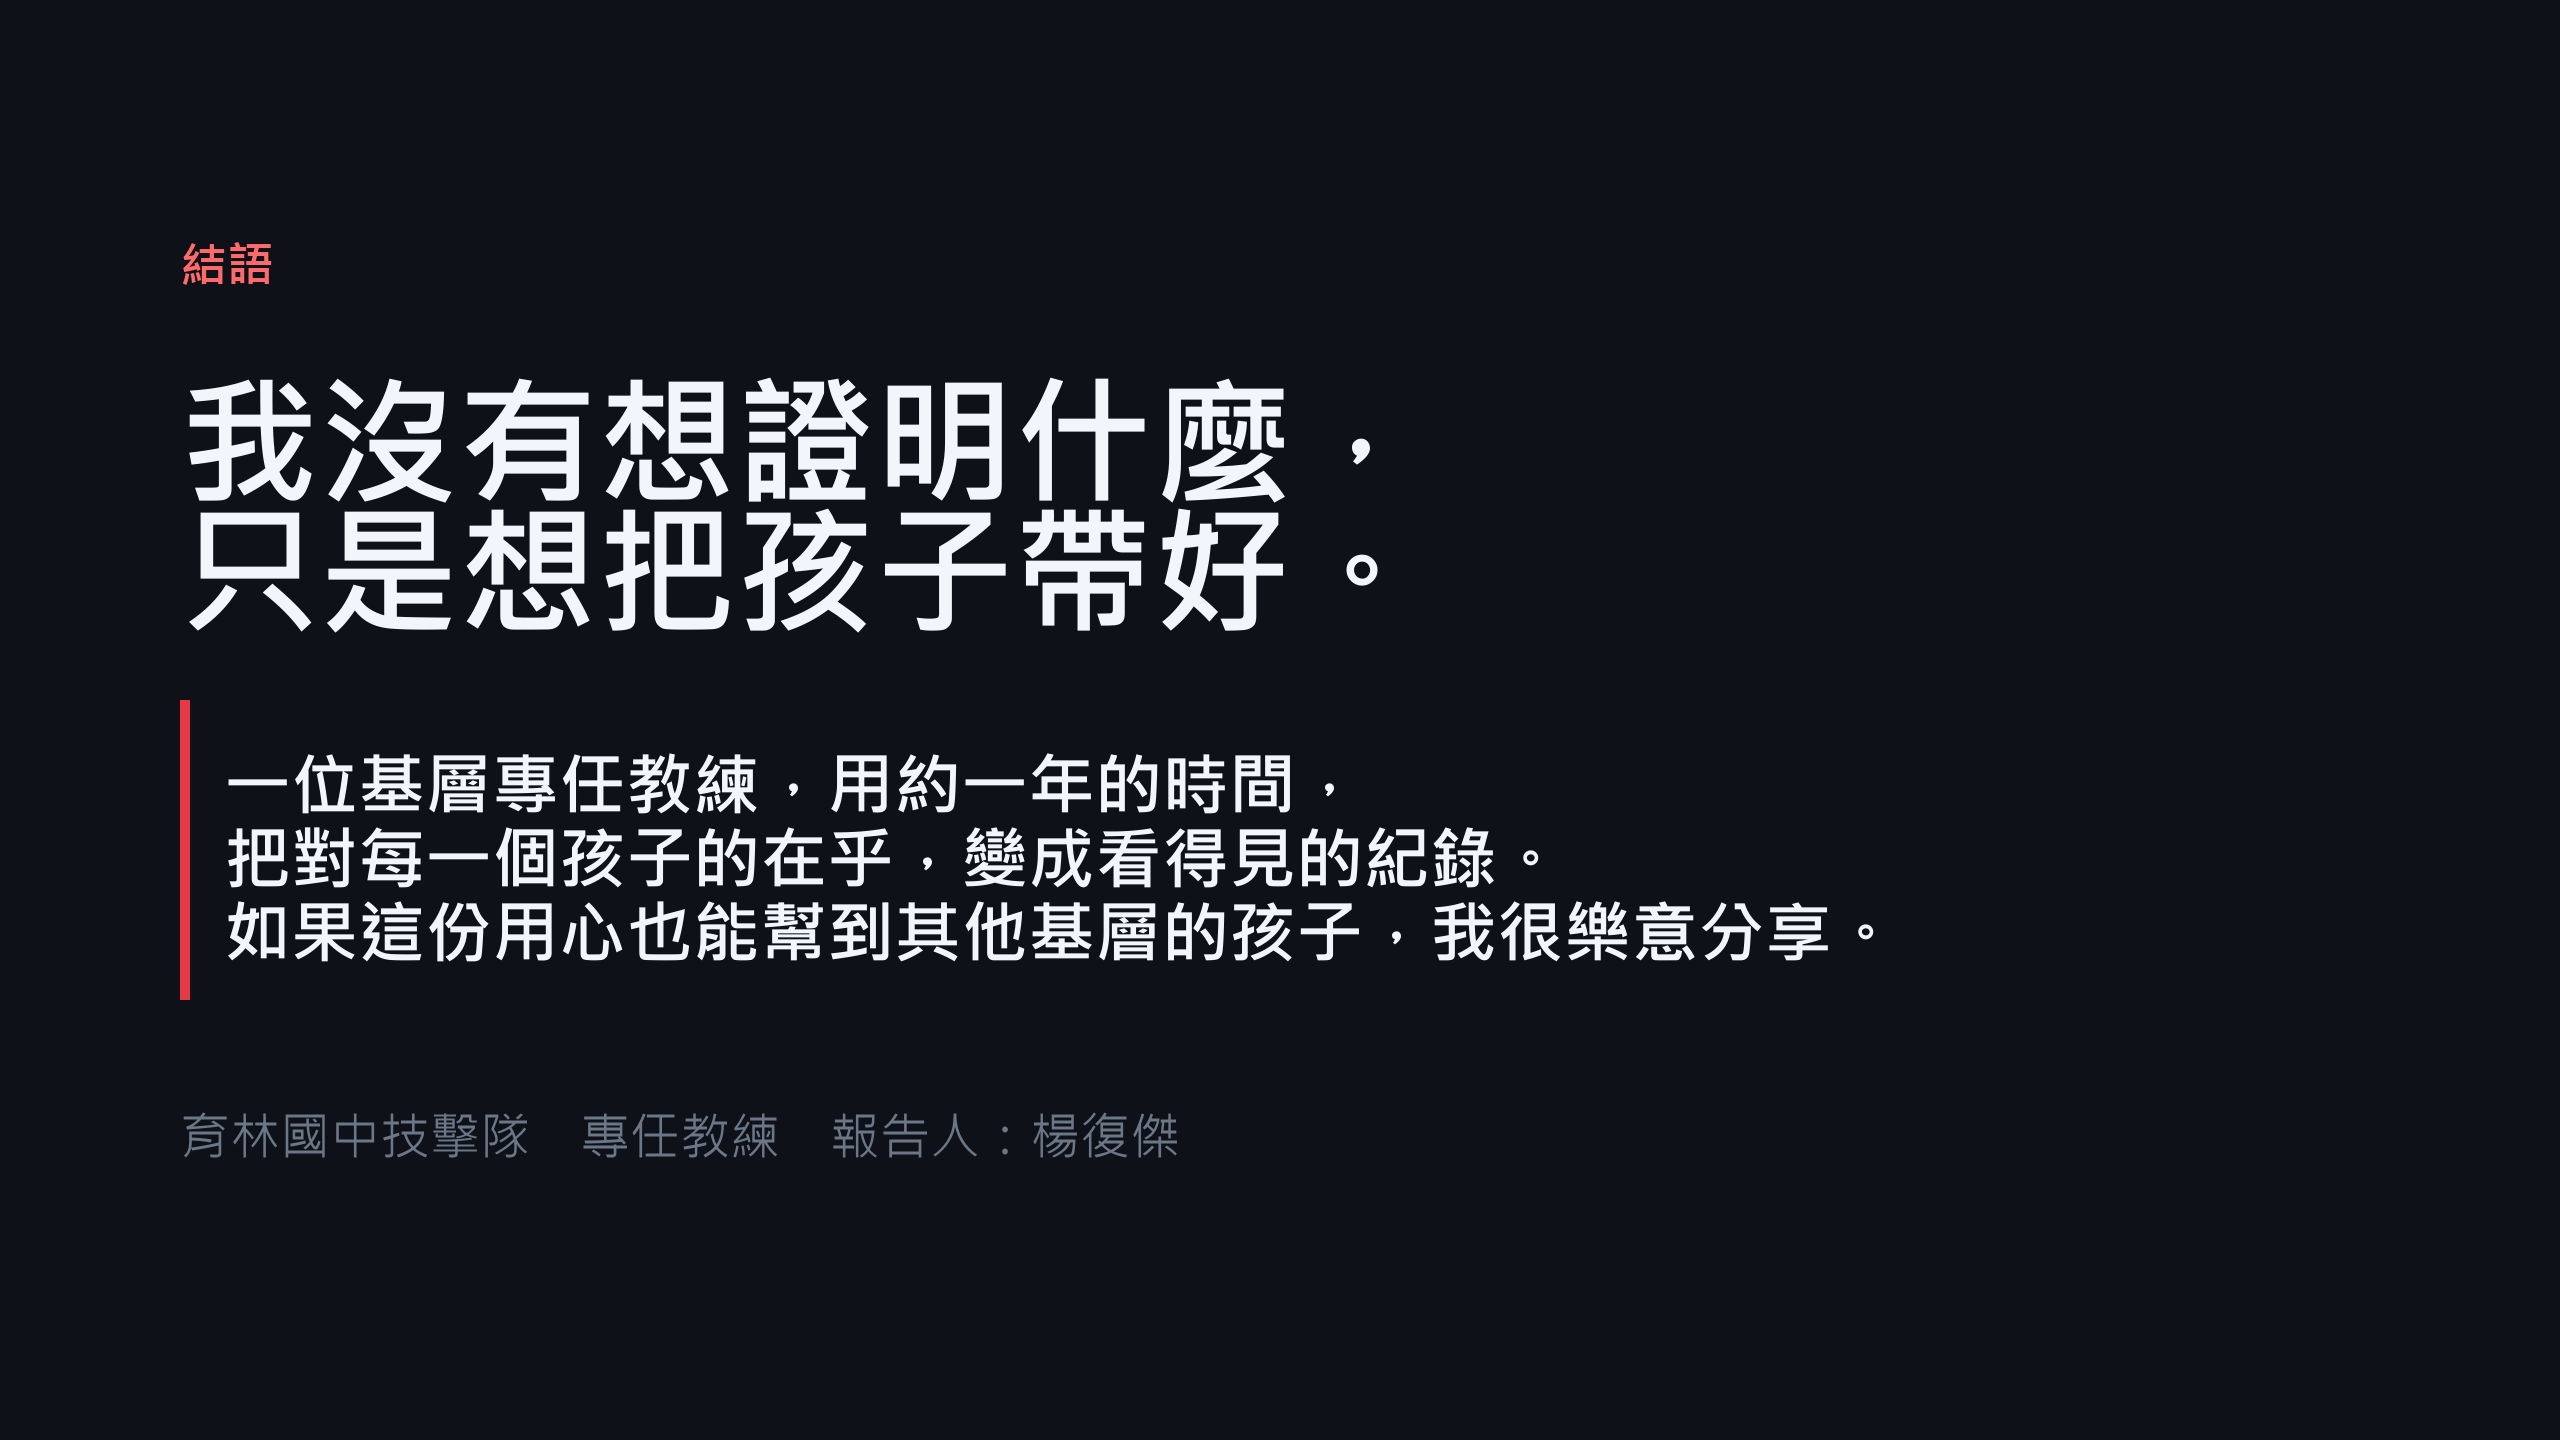 結語
我沒有想證明什麼，
只是想把孩子帶好。
一位基層專任教練，用約一年的時間，
把對每一個孩子的在乎，變成看得見的紀錄。
如果這份用心也能幫到其他基層的孩子，我很樂意分享。
育林國中技擊隊　專任教練　報告人：楊復傑